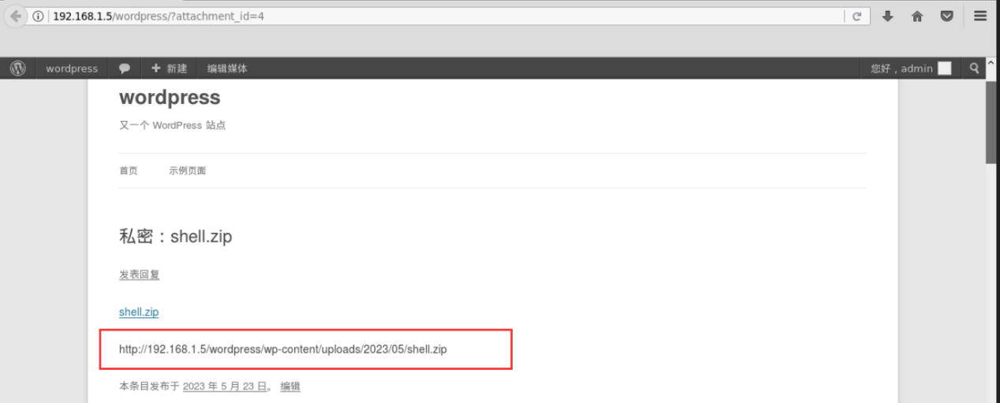 192.168.1.5/wordpress/?attachment_id=4
wordpress 新建 编辑媒体 您好，admin
wordpress
又一个 WordPress 站点
首页 示例页面
私密：shell.zip
发表回复
shell.zip
http://192.168.1.5/wordpress/wp-content/uploads/2023/05/shell.zip
本条目发布于 2023 年 5 月 23 日。 编辑